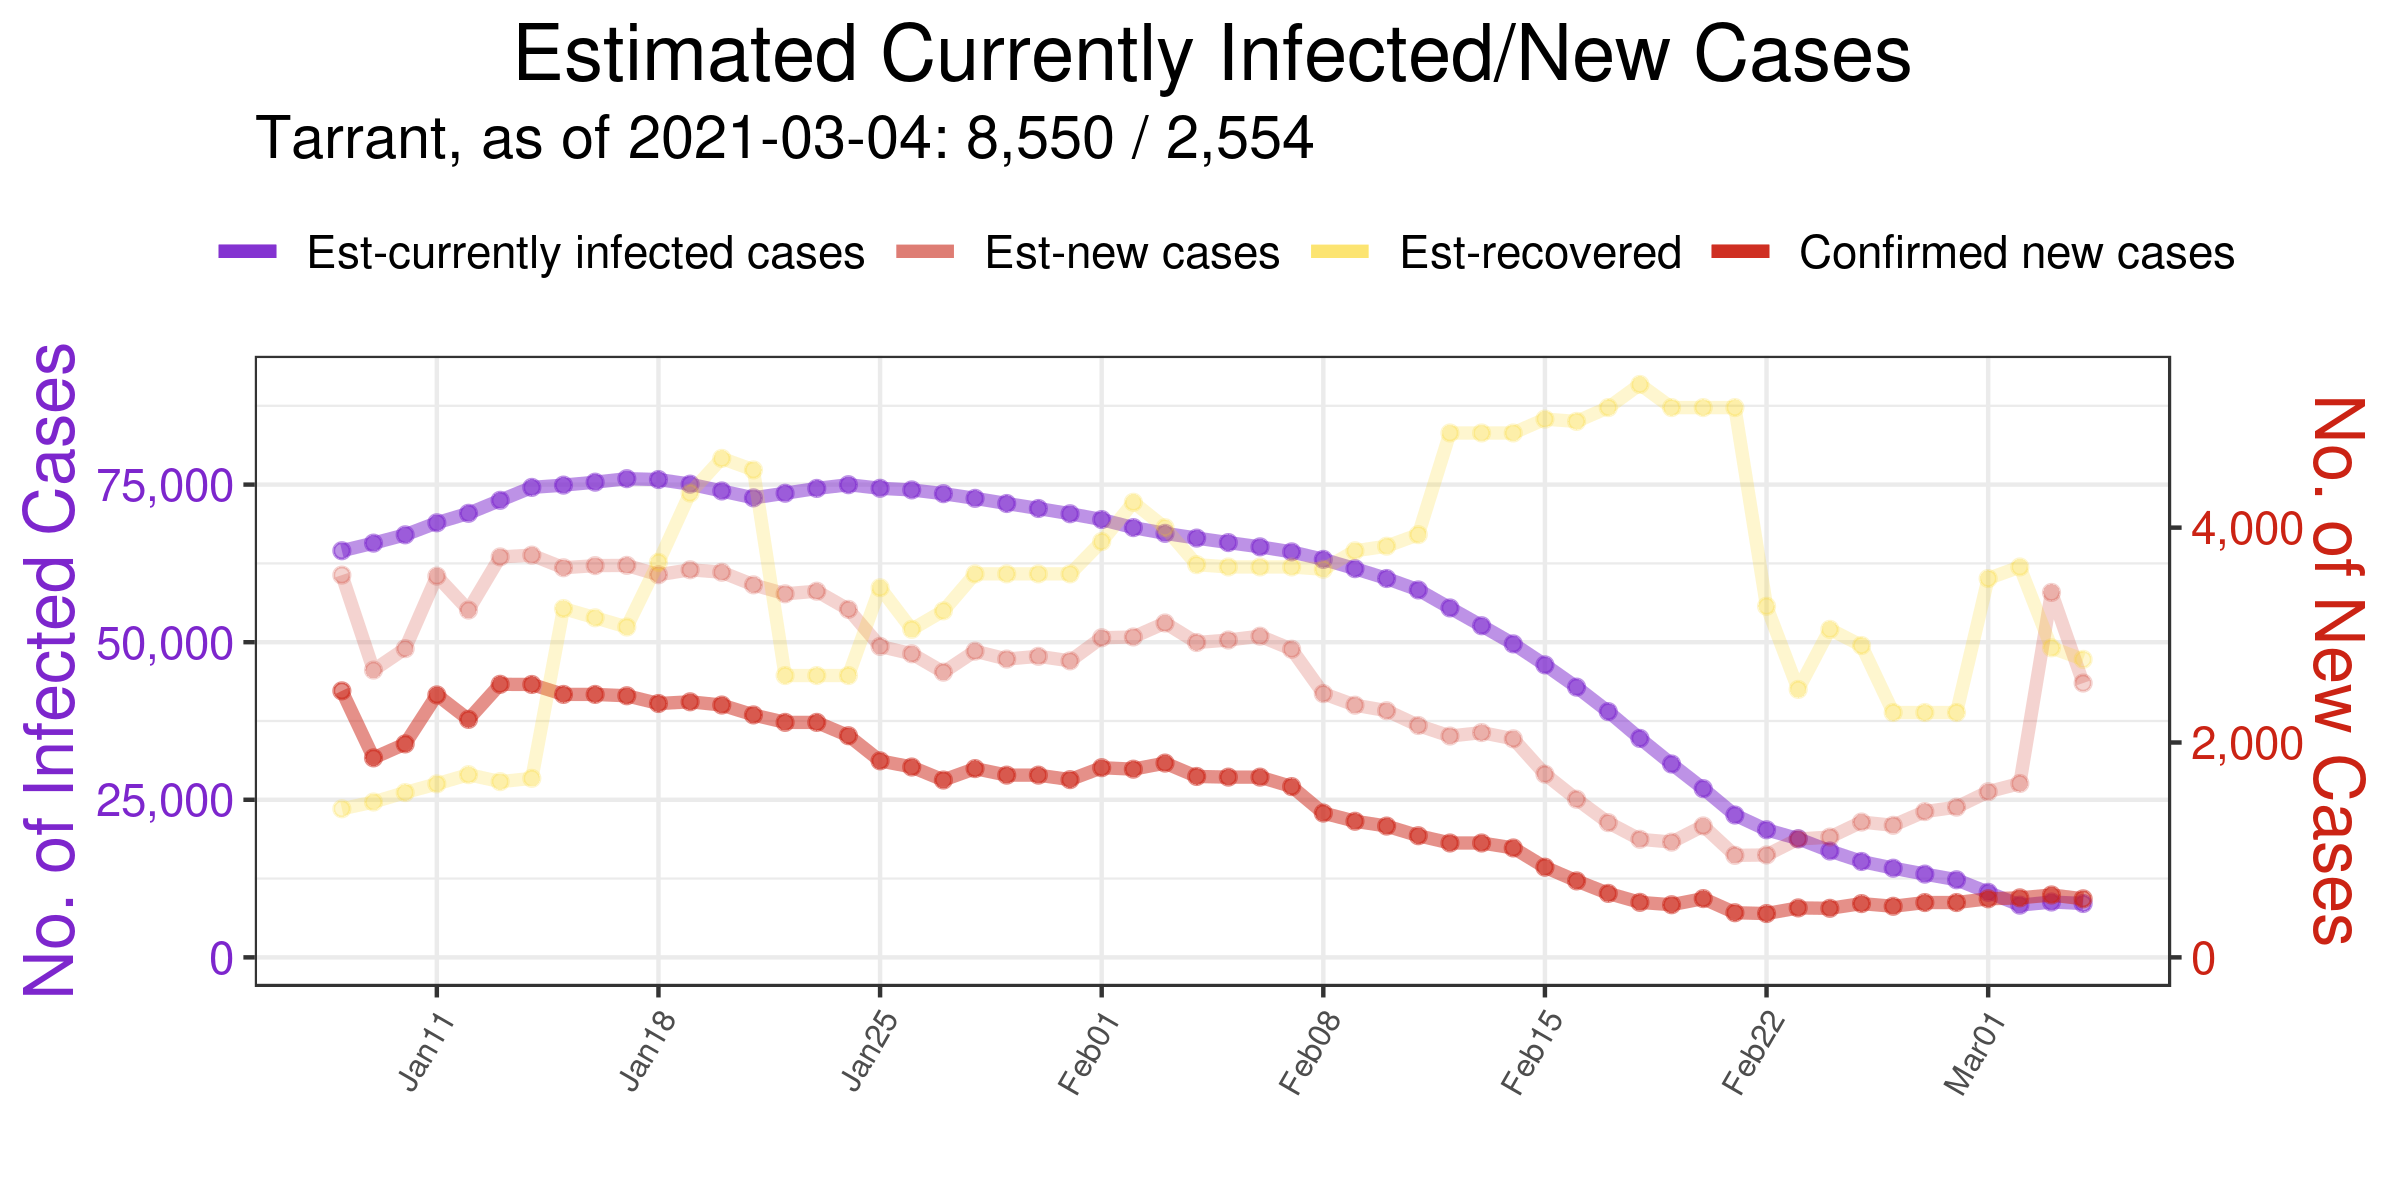 Estimated Currently Infected/New Cases
Tarrant, as of 2021-03-04: 8,550 / 2,554
Est-currently infected cases
Est-new cases
Est-recovered
Confirmed new cases
No. of Infected Cases
75,000
50,000
25,000
0
No. of New Cases
4,000
2,000
0
Jan11
Jan18
Jan25
Feb01
Feb08
Feb15
Feb22
Mar01